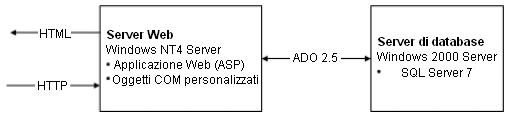 HTML
HTTP
Server Web
Windows NT4 Server
• Applicazione Web (ASP)
• Oggetti COM personalizzati
ADO 2.5
Server di database
Windows 2000 Server
• SQL Server 7